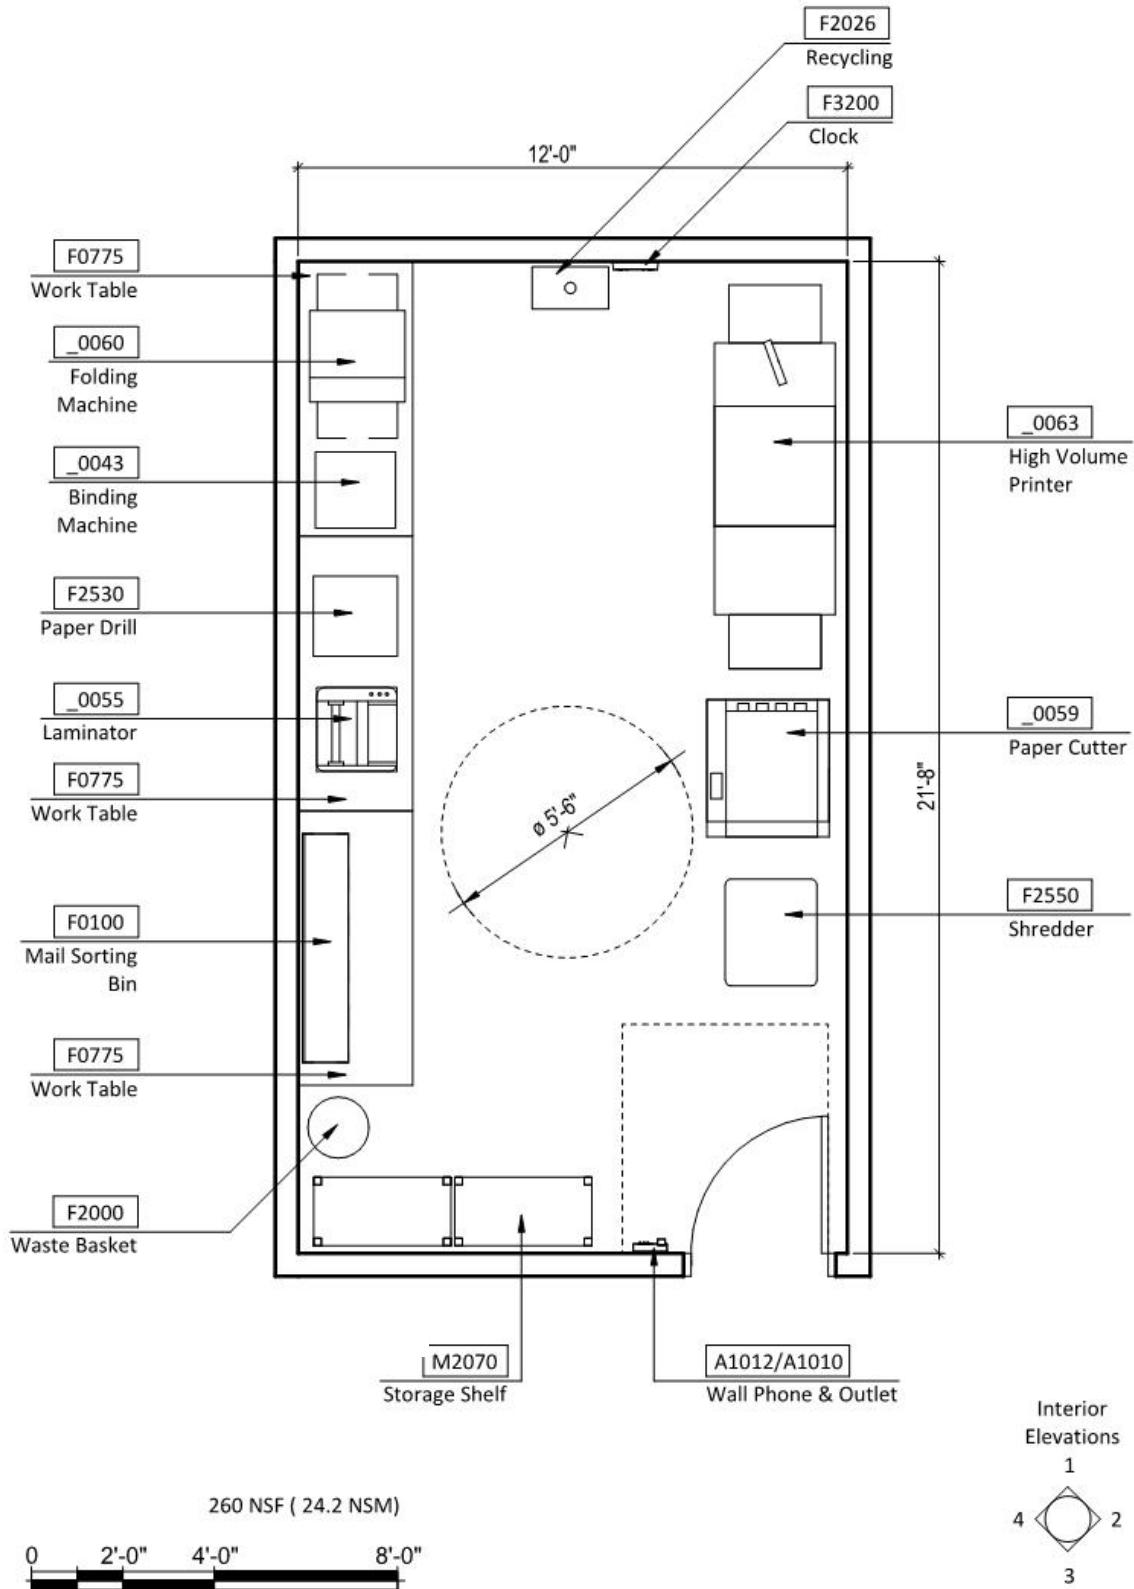 F2026
Recycling
F3200
Clock
12'-0"
F0775
Work Table
_0060
Folding
Machine
_0043
Binding
Machine
F2530
Paper Drill
_0055
Laminator
F0775
Work Table
F0100
Mail Sorting
Bin
F0775
Work Table
F2000
Waste Basket
_0063
High Volume
Printer
_0059
Paper Cutter
21'-8"
ø 5'-6"
F2550
Shredder
M2070
Storage Shelf
A1012/A1010
Wall Phone & Outlet
Interior
Elevations
1
4 2
3
260 NSF ( 24.2 NSM)
0 2'-0" 4'-0" 8'-0"